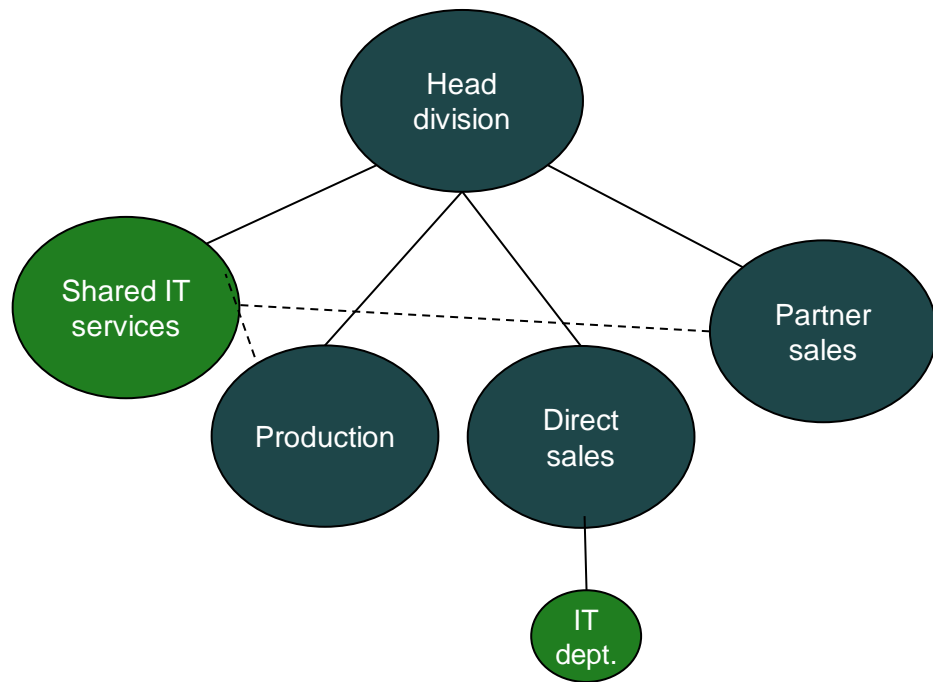 Head
division
Shared IT
services
Partner
sales
Production
Direct
sales
IT
dept.